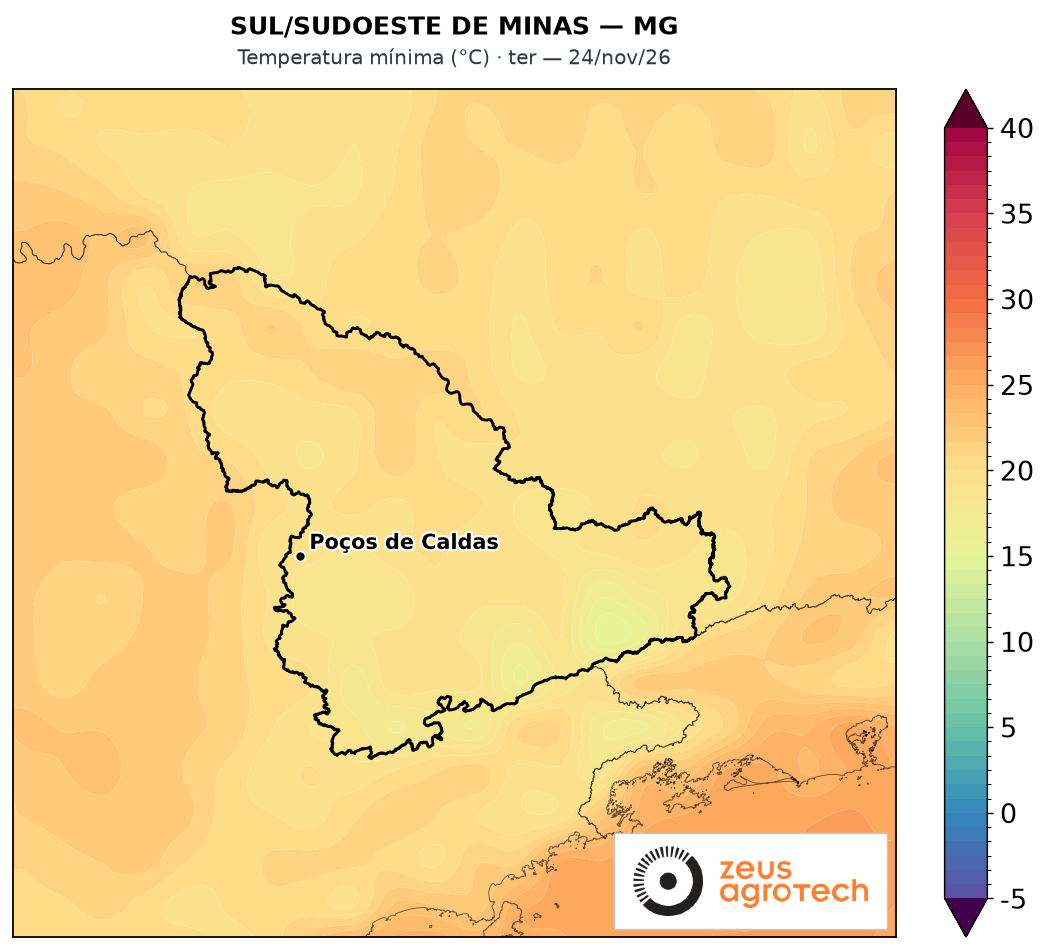 SUL/SUDOESTE DE MINAS — MG
Temperatura mínima (°C) · ter — 24/nov/26
40
35
30
25
20
15
10
5
0
-5
Poços de Caldas
zeus
agrotech